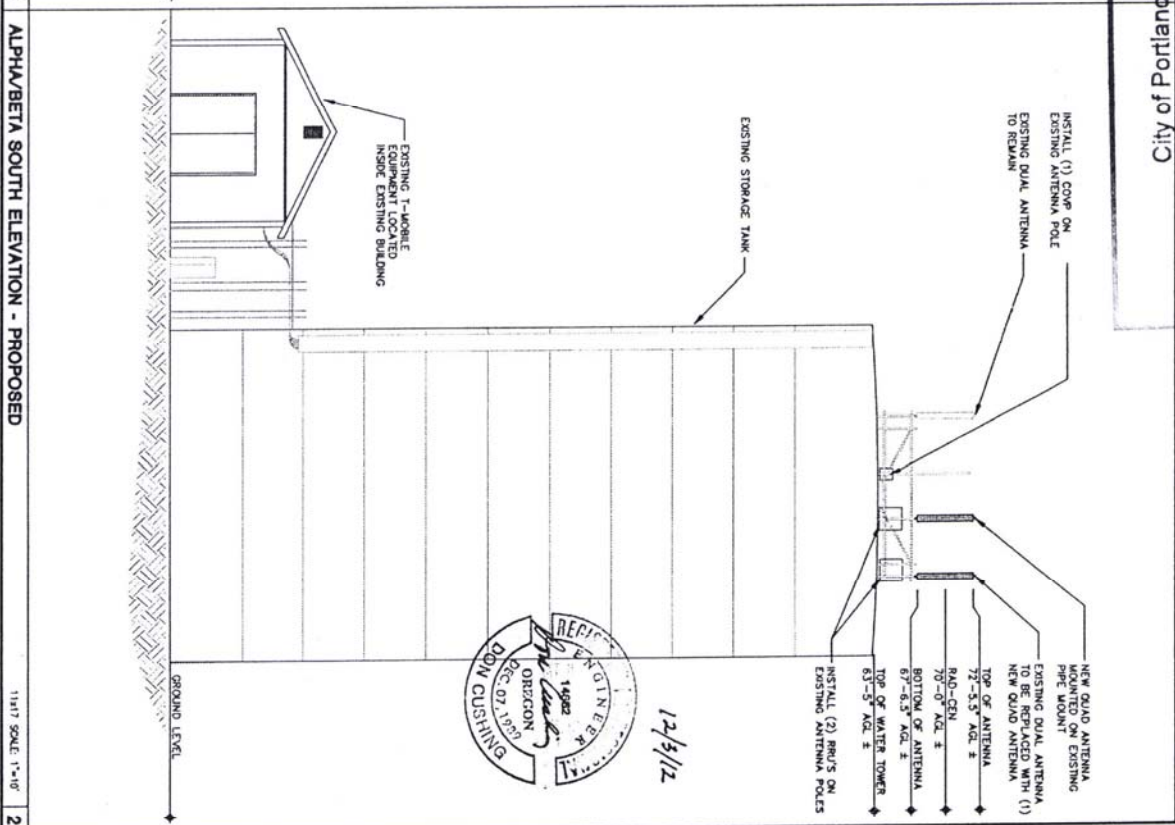 City of Portland
INSTALL (1) COVP ON
EXISTING ANTENNA POLE
EXISTING DUAL ANTENNA
TO REMAIN
EXISTING STORAGE TANK
EXISTING T-MOBILE
EQUIPMENT LOCATED
INSIDE EXISTING BUILDING
NEW QUAD ANTENNA
MOUNTED ON EXISTING
PIPE MOUNT
EXISTING DUAL ANTENNA
TO BE REPLACED WITH (1)
NEW QUAD ANTENNA
TOP OF ANTENNA
72'-5.5" AGL ±
RAD-CEN
70'-0" AGL ±
BOTTOM OF ANTENNA
67'-6.5" AGL ±
TOP OF WATER TOWER
63'-5" AGL ±
INSTALL (2) RRU'S ON
EXISTING ANTENNA POLES
12/3/12
ENGINEER
14682
OREGON
DEC. 07, 1989
DON CUSHING
GROUND LEVEL
ALPHA/BETA SOUTH ELEVATION - PROPOSED
11x17 SCALE: 1"=10'
2